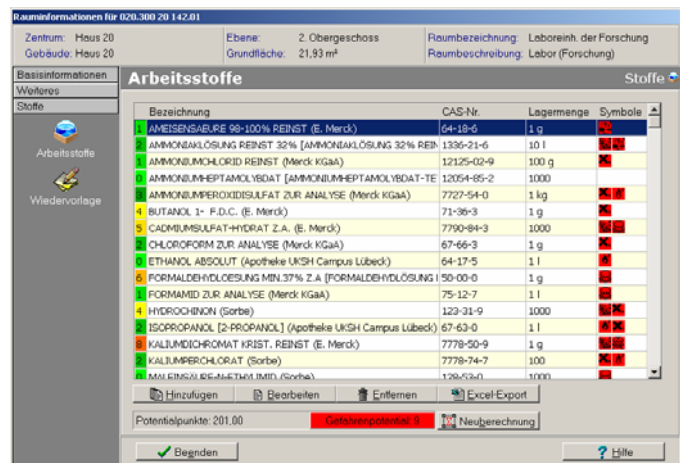 Rauminformationen für 020.300 20 142.01
Zentrum: Haus 20 Ebene: 2. Obergeschoss Raumbezeichnung: Laboreinh. der Forschung
Gebäude: Haus 20 Grundfläche: 21,93 m² Raumbeschreibung: Labor (Forschung)
Basisinformationen
Weiteres
Stoffe
Arbeitsstoffe
Wiedervorlage
Arbeitsstoffe Stoffe
Bezeichnung CAS-Nr. Lagermenge Symbole
1 AMEISENSAEURE 98-100% REINST (E. Merck) 64-18-6 1 g
2 AMMONIAKLÖSUNG REINST 32% [AMMONIAKLÖSUNG 32% REIN 1336-21-6 10 l
1 AMMONIUMCHLORID REINST (Merck KGaA) 12125-02-9 100 g
0 AMMONIUMHEPTAMOLYBDAT [AMMONIUMHEPTAMOLYBDAT-TE 12054-85-2 1000
3 AMMONIUMPEROXIDISULFAT ZUR ANALYSE (Merck KGaA) 7727-54-0 1 kg
4 BUTANOL 1- F.D.C. (E. Merck) 71-36-3 1 g
5 CADMIUMSULFAT-HYDRAT Z.A. (E. Merck) 7790-84-3 1000
2 CHLOROFORM ZUR ANALYSE (Merck KGaA) 67-66-3 1 g
0 ETHANOL ABSOLUT (Apotheke UKSH Campus Lübeck) 64-17-5 1 l
6 FORMALDEHYDLOESUNG MIN.37% Z.A [FORMALDEHYDLÖSUNG 50-00-0 1 g
1 FORMAMID ZUR ANALYSE (Merck KGaA) 75-12-7 1 l
4 HYDROCHINON (Sorbe) 123-31-9 1000
2 ISOPROPANOL [2-PROPANOL] (Apotheke UKSH Campus Lübeck) 67-63-0 1 l
8 KALIUMDICHROMAT KRIST. REINST (E. Merck) 7778-50-9 1 g
2 KALIUMPERCHLORAT (Sorbe) 7778-74-7 100
0 MALEINSÄURE-N-ETHYLIMID (Sorbe) 128-53-0 1000
Hinzufügen Bearbeiten Entfernen Excel-Export
Potentialpunkte: 201,00 Gefahrenpotential: 9 Neuberechnung
Beenden Hilfe